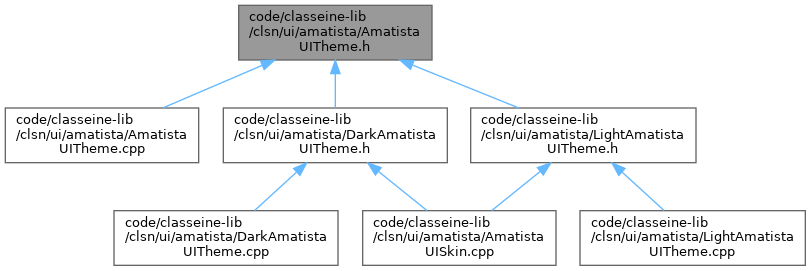 code/classeine-lib
/clsn/ui/amatista/Amatista
UITheme.h
code/classeine-lib
/clsn/ui/amatista/Amatista
UITheme.cpp
code/classeine-lib
/clsn/ui/amatista/DarkAmatista
UITheme.h
code/classeine-lib
/clsn/ui/amatista/LightAmatista
UITheme.h
code/classeine-lib
/clsn/ui/amatista/DarkAmatista
UITheme.cpp
code/classeine-lib
/clsn/ui/amatista/Amatista
UISkin.cpp
code/classeine-lib
/clsn/ui/amatista/LightAmatista
UITheme.cpp